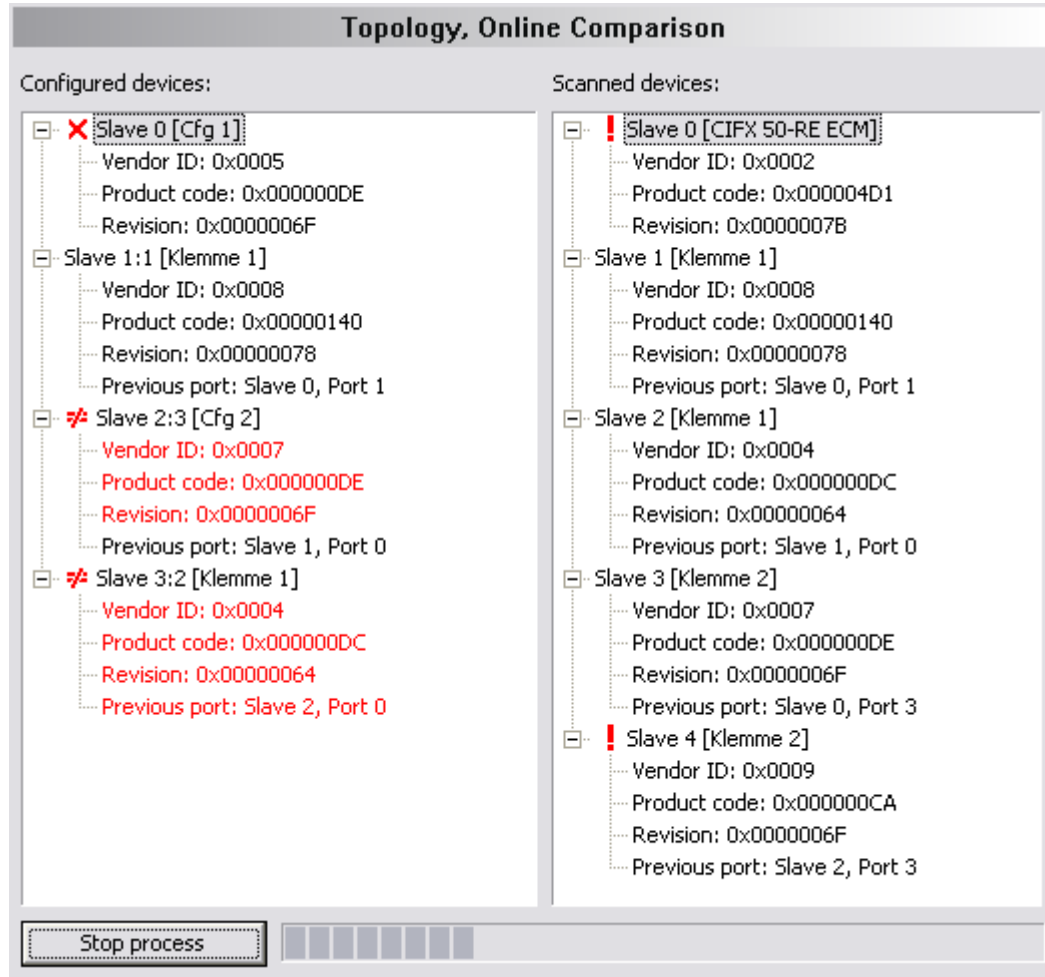 Topology, Online Comparison
Configured devices:
Slave 0 [Cfg 1]
Vendor ID: 0x0005
Product code: 0x000000DE
Revision: 0x0000006F
Slave 1:1 [Klemme 1]
Vendor ID: 0x0008
Product code: 0x00000140
Revision: 0x00000078
Previous port: Slave 0, Port 1
Slave 2:3 [Cfg 2]
Vendor ID: 0x0007
Product code: 0x000000DE
Revision: 0x0000006F
Previous port: Slave 1, Port 0
Slave 3:2 [Klemme 1]
Vendor ID: 0x0004
Product code: 0x000000DC
Revision: 0x00000064
Previous port: Slave 2, Port 0
Scanned devices:
Slave 0 [CIFX 50-RE ECM]
Vendor ID: 0x0002
Product code: 0x000004D1
Revision: 0x0000007B
Slave 1 [Klemme 1]
Vendor ID: 0x0008
Product code: 0x00000140
Revision: 0x00000078
Previous port: Slave 0, Port 1
Slave 2 [Klemme 1]
Vendor ID: 0x0004
Product code: 0x000000DC
Revision: 0x00000064
Previous port: Slave 1, Port 0
Slave 3 [Klemme 2]
Vendor ID: 0x0007
Product code: 0x000000DE
Revision: 0x0000006F
Previous port: Slave 0, Port 3
Slave 4 [Klemme 2]
Vendor ID: 0x0009
Product code: 0x000000CA
Revision: 0x0000006F
Previous port: Slave 2, Port 3
Stop process